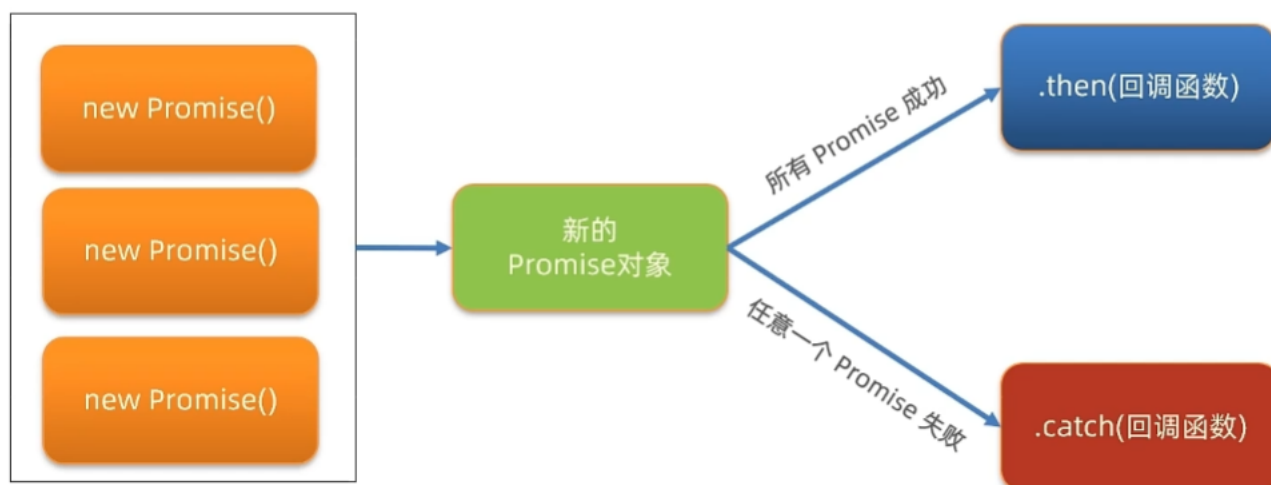 new Promise()
new Promise()
new Promise()
新的
Promise对象
所有 Promise 成功
任意一个 Promise 失败
.then(回调函数)
.catch(回调函数)